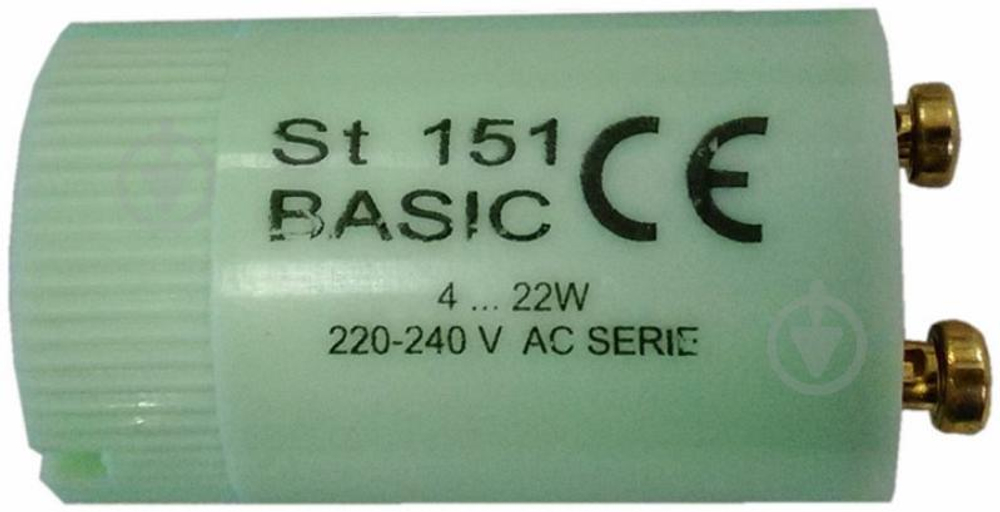 St 151
BASIC
CE
4 ... 22W
220-240 V AC SERIE